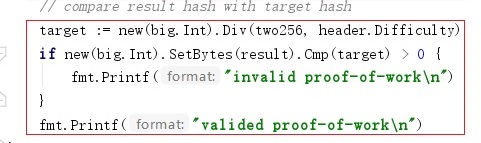 // compare result hash with target hash
target := new(big.Int).Div(two256, header.Difficulty)
if new(big.Int).SetBytes(result).Cmp(target) > 0 {
fmt.Printf( format: "invalid proof-of-work\n")
}
fmt.Printf( format: "valided proof-of-work\n")